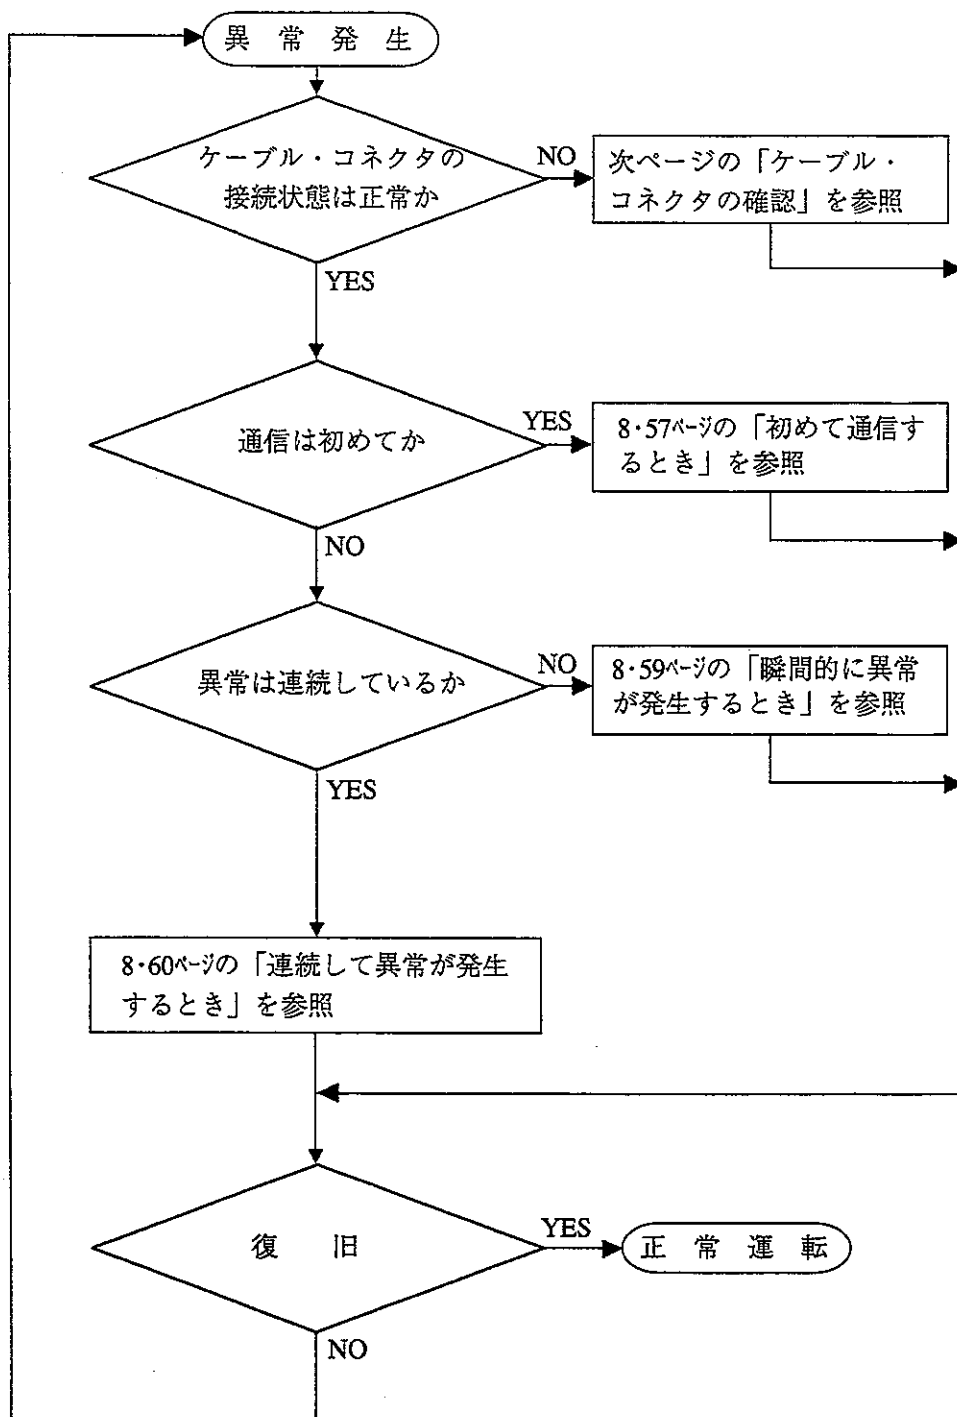 異常発生
ケーブル・コネクタの
接続状態は正常か
NO
次ページの「ケーブル・
コネクタの確認」を参照
YES
通信は初めてか
YES
8・57ページの「初めて通信す
るとき」を参照
NO
異常は連続しているか
NO
8・59ページの「瞬間的に異常
が発生するとき」を参照
YES
8・60ページの「連続して異常が発生
するとき」を参照
復旧
YES
正常運転
NO